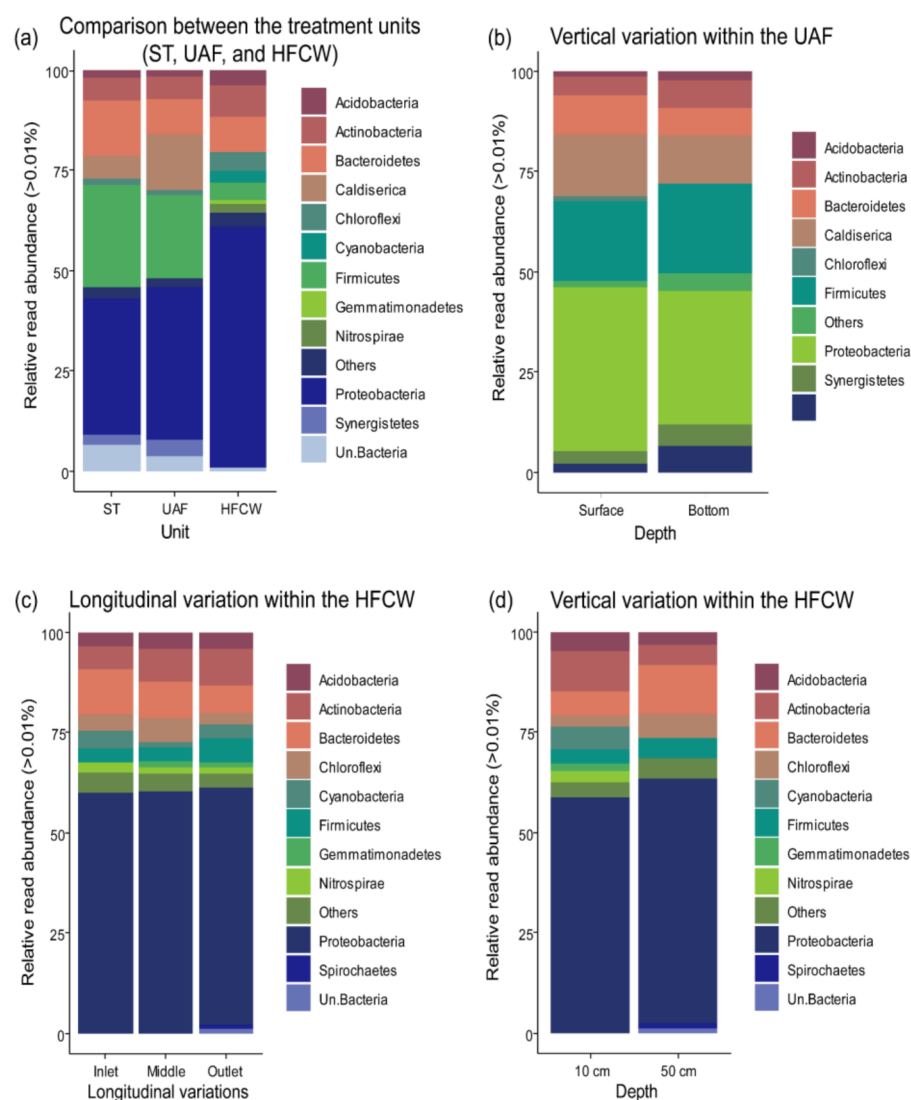 (a) Comparison between the treatment units
(ST, UAF, and HFCW)
Relative read abundance (>0.01%)
100
75
50
25
0
ST UAF HFCW
Unit
Acidobacteria
Actinobacteria
Bacteroidetes
Caldiserica
Chloroflexi
Cyanobacteria
Firmicutes
Gemmatimonadetes
Nitrospirae
Others
Proteobacteria
Synergistetes
Un.Bacteria
(b) Vertical variation within the UAF
Relative read abundance (>0.01%)
100
75
50
25
0
Surface Bottom
Depth
Acidobacteria
Actinobacteria
Bacteroidetes
Caldiserica
Chloroflexi
Firmicutes
Others
Proteobacteria
Synergistetes
(c) Longitudinal variation within the HFCW
Relative read abundance (>0.01%)
100
75
50
25
0
Inlet Middle Outlet
Longitudinal variations
Acidobacteria
Actinobacteria
Bacteroidetes
Chloroflexi
Cyanobacteria
Firmicutes
Gemmatimonadetes
Nitrospirae
Others
Proteobacteria
Spirochaetes
Un.Bacteria
(d) Vertical variation within the HFCW
Relative read abundance (>0.01%)
100
75
50
25
0
10 cm 50 cm
Depth
Acidobacteria
Actinobacteria
Bacteroidetes
Chloroflexi
Cyanobacteria
Firmicutes
Gemmatimonadetes
Nitrospirae
Others
Proteobacteria
Spirochaetes
Un.Bacteria